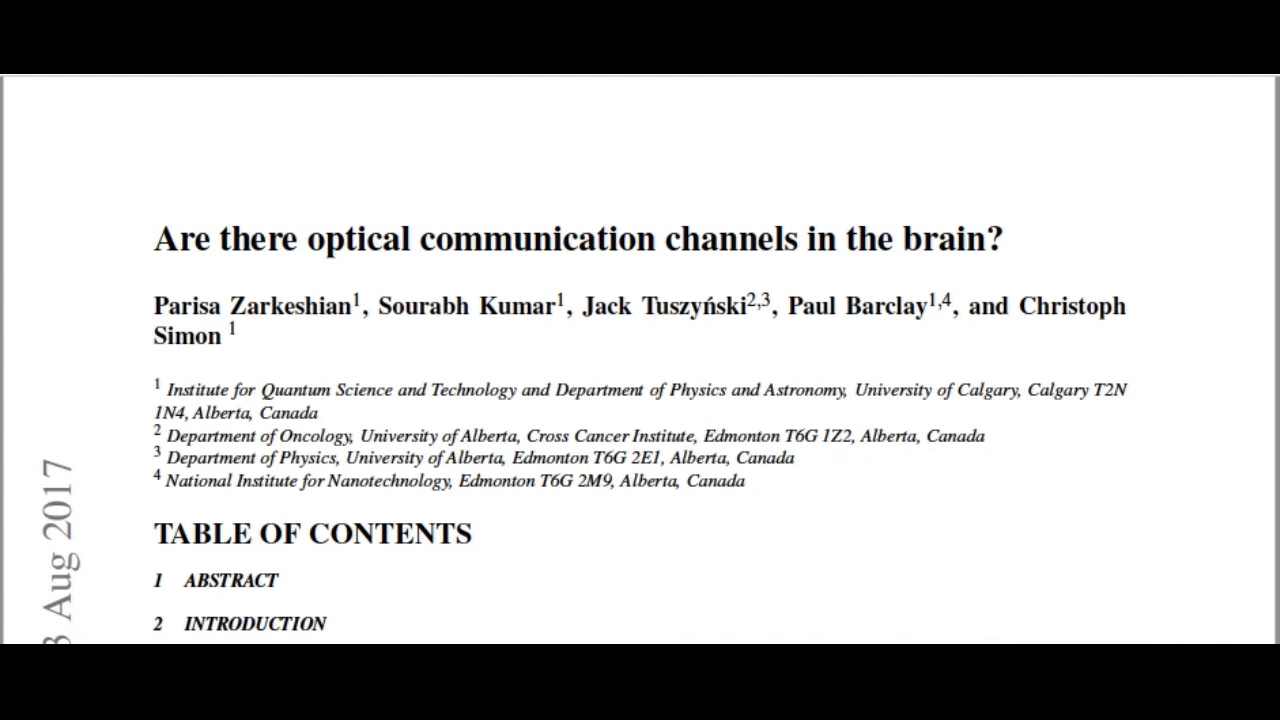 Are there optical communication channels in the brain?
Parisa Zarkeshian1, Sourabh Kumar1, Jack Tuszyński2,3, Paul Barclay1,4, and Christoph
Simon 1
1 Institute for Quantum Science and Technology and Department of Physics and Astronomy, University of Calgary, Calgary T2N
1N4, Alberta, Canada
2 Department of Oncology, University of Alberta, Cross Cancer Institute, Edmonton T6G 1Z2, Alberta, Canada
3 Department of Physics, University of Alberta, Edmonton T6G 2E1, Alberta, Canada
4 National Institute for Nanotechnology, Edmonton T6G 2M9, Alberta, Canada
TABLE OF CONTENTS
1 ABSTRACT
2 INTRODUCTION
Aug 2017